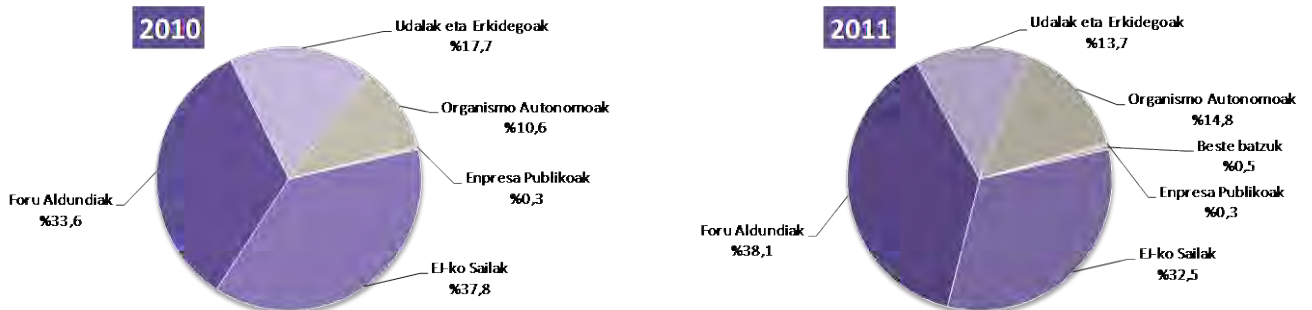 2010
Udalak eta Erkidegoak
%17,7
Organismo Autonomoak
%10,6
Enpresa Publikoak
%0,3
Foru Aldundiak
%33,6
EJ-ko Sailak
%37,8
2011
Udalak eta Erkidegoak
%13,7
Organismo Autonomoak
%14,8
Beste batzuk
%0,5
Enpresa Publikoak
%0,3
Foru Aldundiak
%38,1
EJ-ko Sailak
%32,5